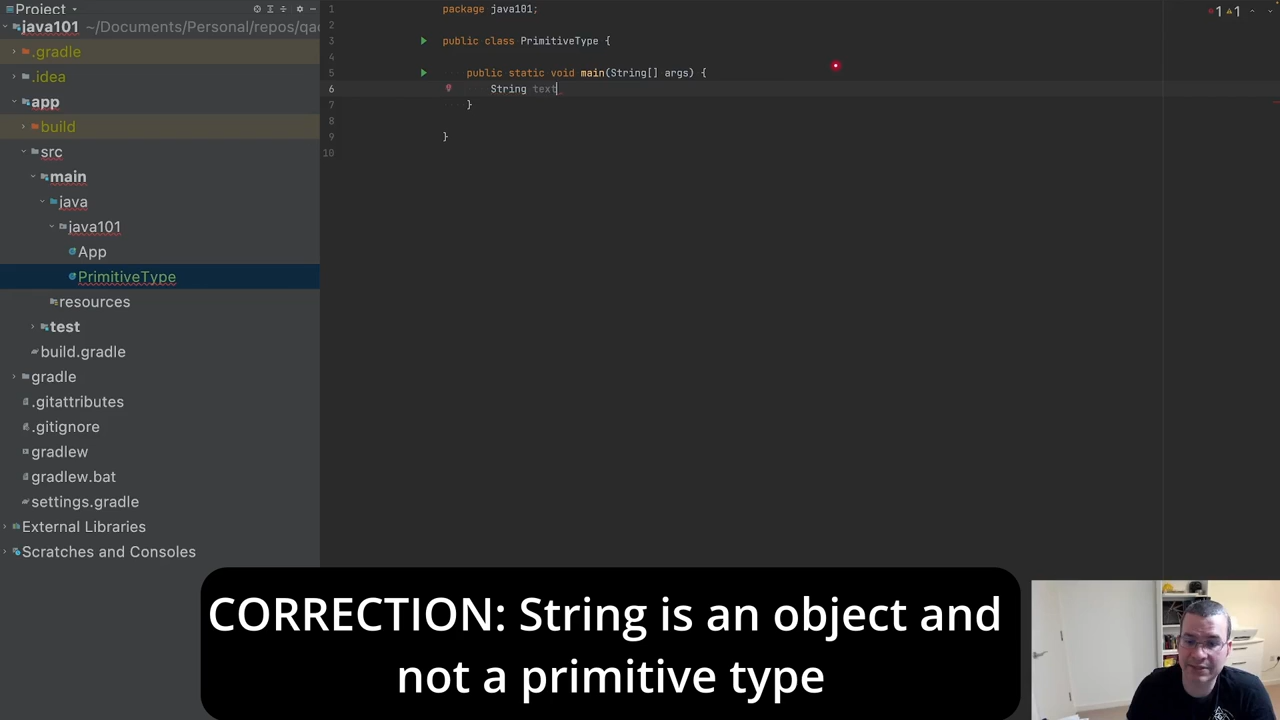 Project
java101 ~/Documents/Personal/repos/qac
.gradle
.idea
app
build
src
main
java
java101
App
PrimitiveType
resources
test
build.gradle
gradle
.gitattributes
.gitignore
gradlew
gradlew.bat
settings.gradle
External Libraries
Scratches and Consoles
1 package java101;
2
3 public class PrimitiveType {
4
5 public static void main(String[] args) {
6 String text
7 }
8
9 }
10
1 1
CORRECTION: String is an object and
not a primitive type